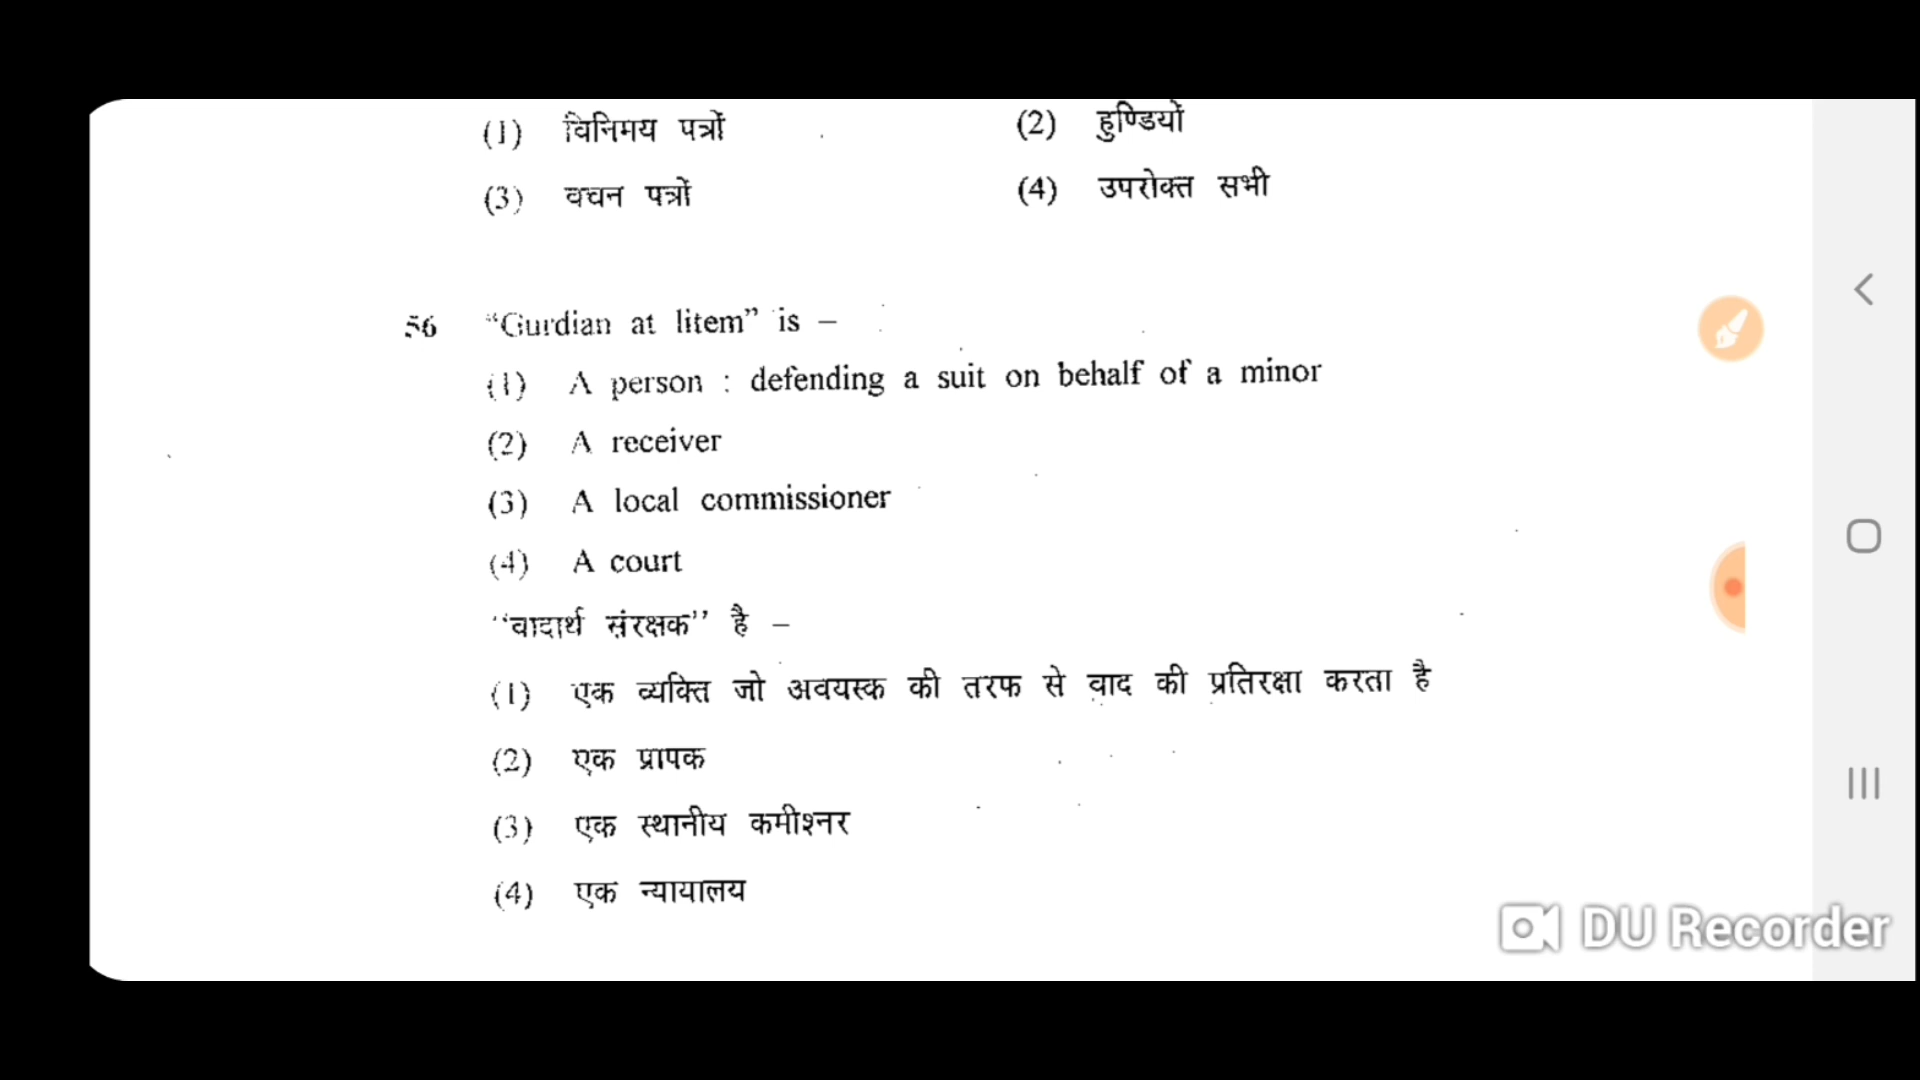 (1) विनिमय पत्रों (2) हुण्डियों
(3) वचन पत्रों (4) उपरोक्त सभी
56 “Gurdian at litem” is –
(1) A person : defending a suit on behalf of a minor
(2) A receiver
(3) A local commissioner
(4) A court
‘‘वादार्थ संरक्षक’’ है –
(1) एक व्यक्ति जो अवयस्क की तरफ से वाद की प्रतिरक्षा करता है
(2) एक प्रापक
(3) एक स्थानीय कमीश्नर
(4) एक न्यायालय
DU Recorder